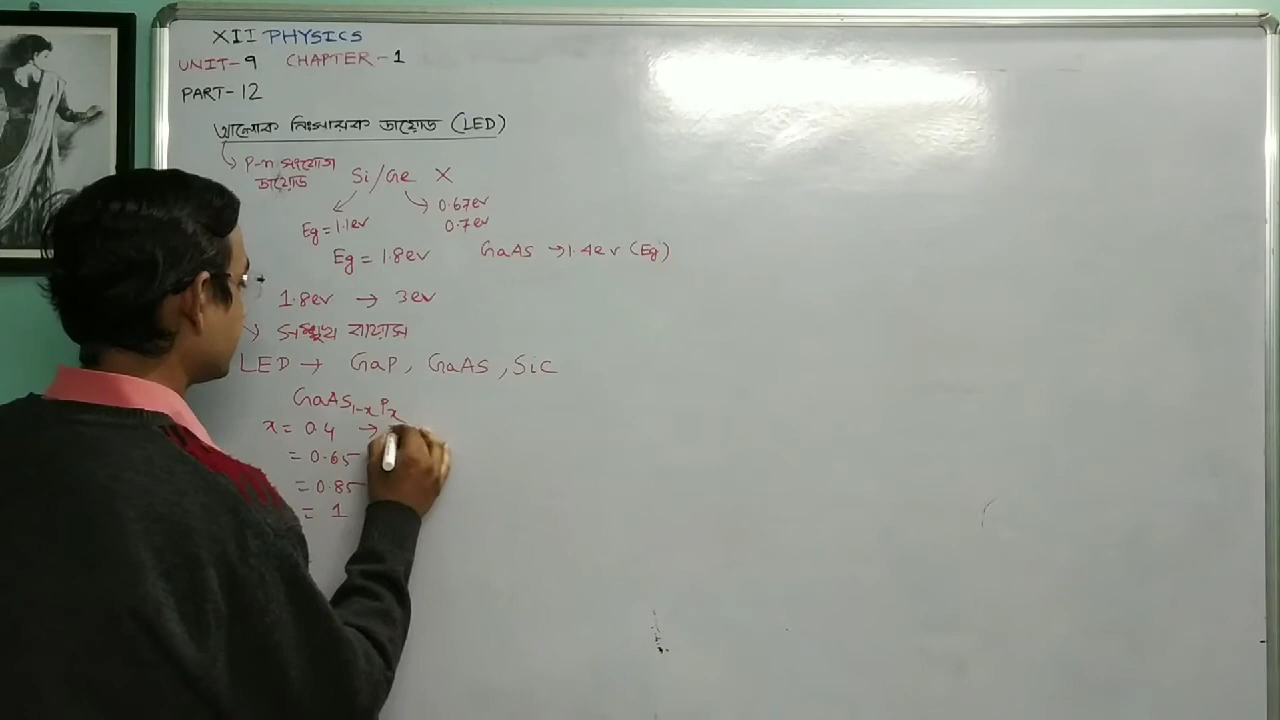 XII PHYSICS
UNIT-9 CHAPTER-1
PART-12
আলোক নিঃসারক ডায়োড (LED)
P-n সংযোগ
ডায়োড
Si/Ge X
0.67ev
Eg=1.1ev
0.7ev
Eg = 1.8ev GaAs → 1.4ev (Eg)
1.8ev → 3ev
সম্মুখ বায়াস
LED → GaP, GaAs, SiC
GaAs₁₋ₓPₓ
x = 0.4 →
= 0.65
= 0.85
= 1